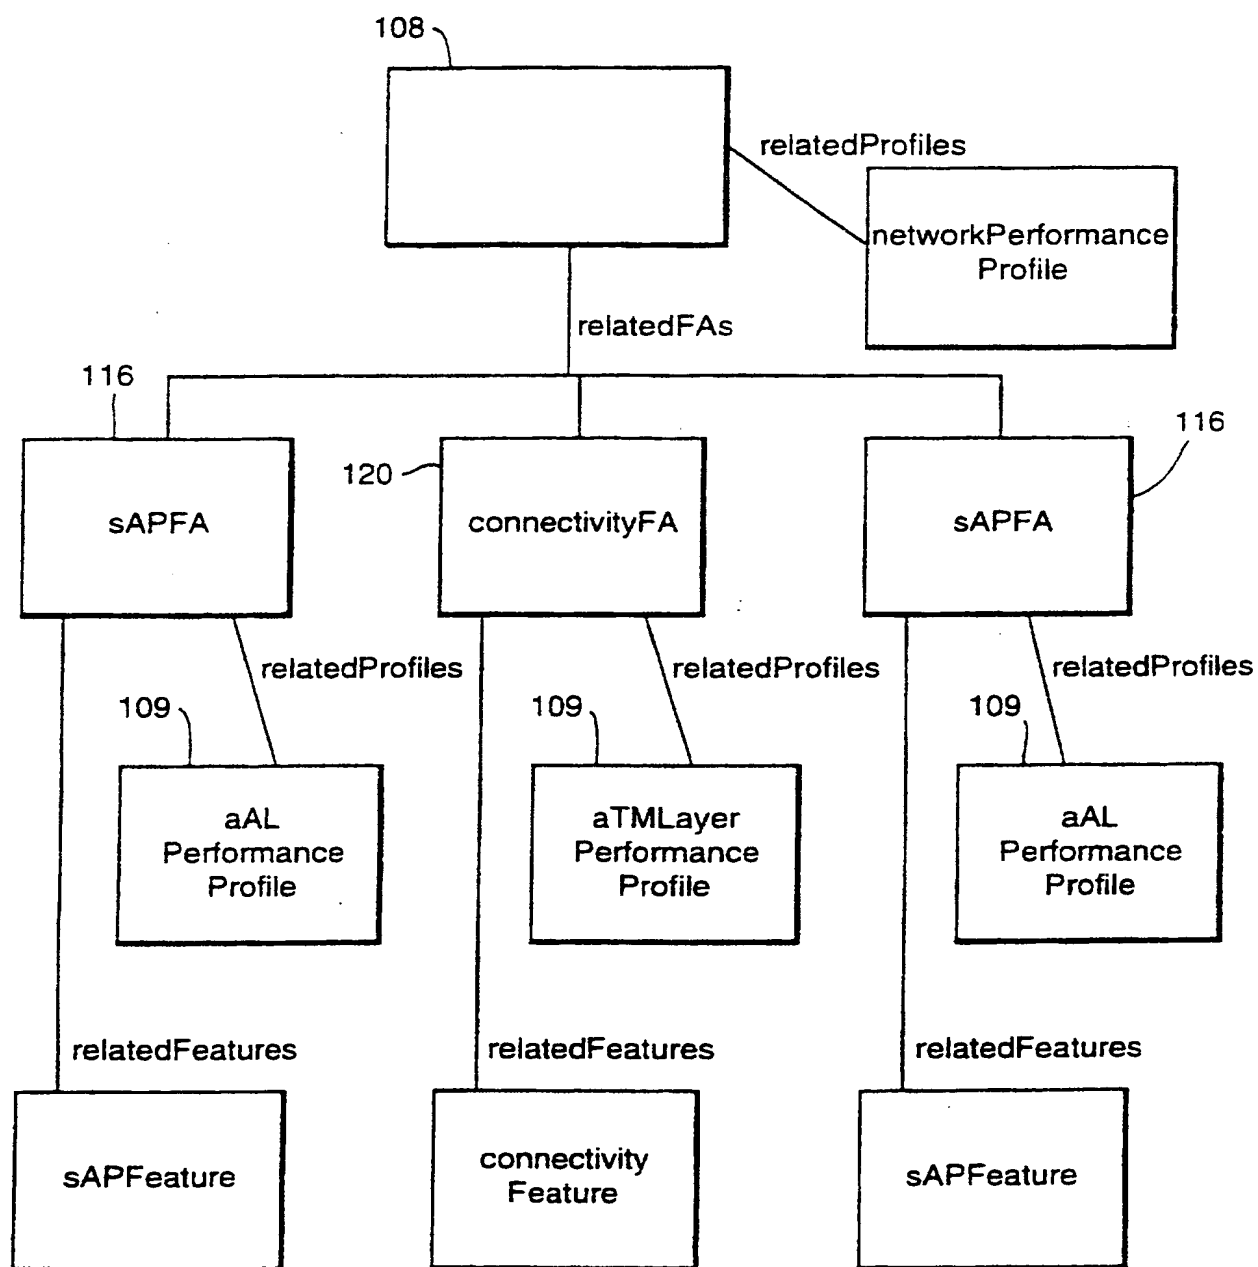 108
relatedProfiles
networkPerformance
Profile
relatedFAs
116
116
120
sAPFA
connectivityFA
sAPFA
relatedProfiles
relatedProfiles
relatedProfiles
109
109
109
aAL
Performance
Profile
aTMLayer
Performance
Profile
aAL
Performance
Profile
relatedFeatures
relatedFeatures
relatedFeatures
sAPFeature
connectivity
Feature
sAPFeature